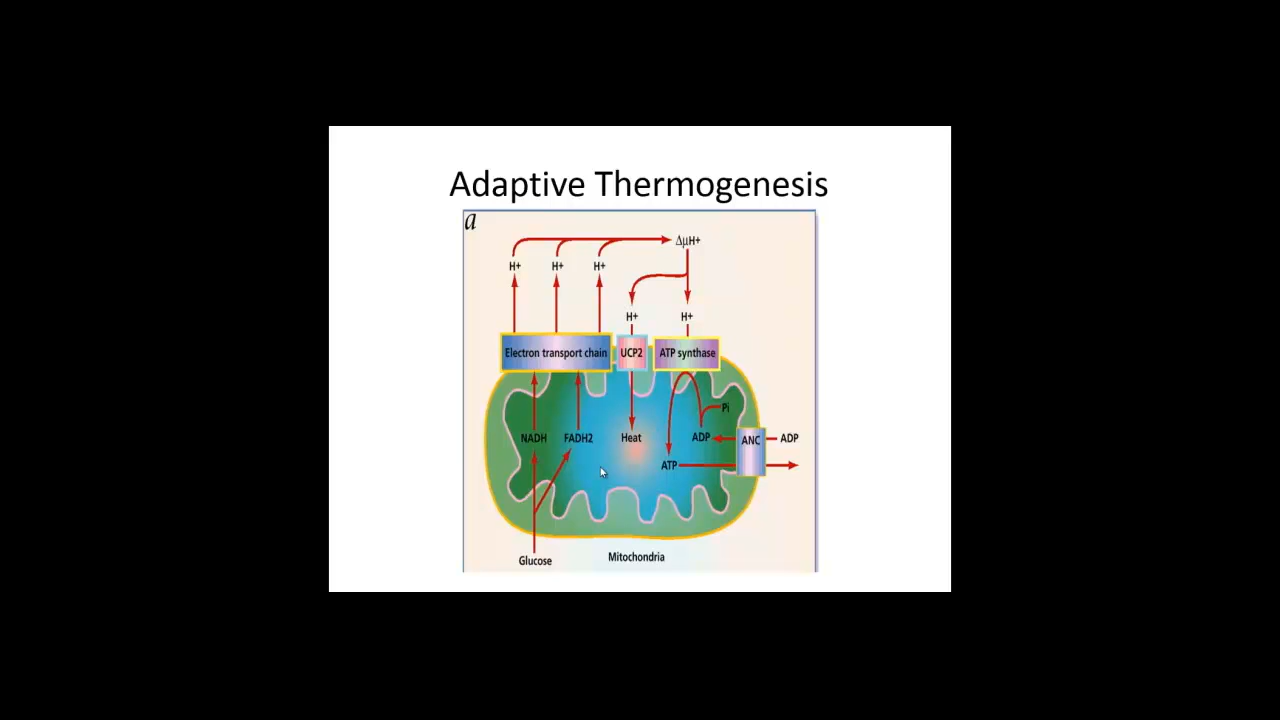 Adaptive Thermogenesis
a
ΔμH+
H+ H+ H+
H+ H+
Electron transport chain UCP2 ATP synthase
Pi
NADH FADH2 Heat ADP ANC ADP
ATP
Glucose Mitochondria